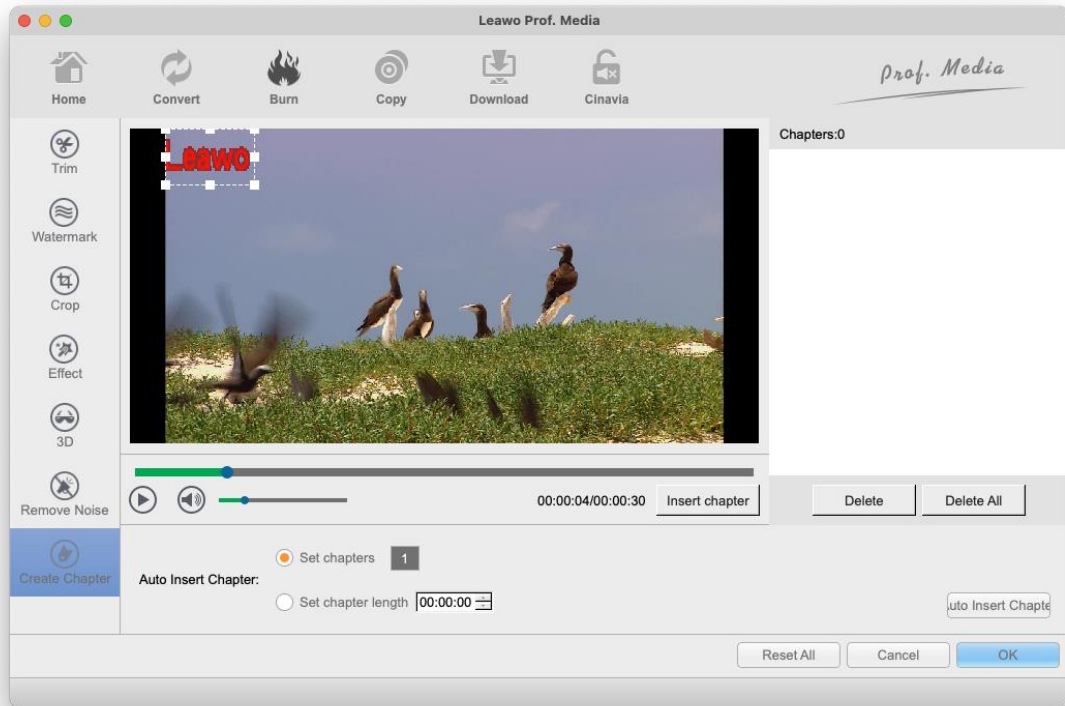 Leawo Prof. Media
Home
Convert
Burn
Copy
Download
Cinavia
Prof. Media
Trim
Watermark
Crop
Effect
3D
Remove Noise
Create Chapter
Leawo
Chapters:0
00:00:04/00:00:30
Insert chapter
Delete
Delete All
Auto Insert Chapter:
Set chapters
1
Set chapter length
00:00:00
uto Insert Chapte
Reset All
Cancel
OK